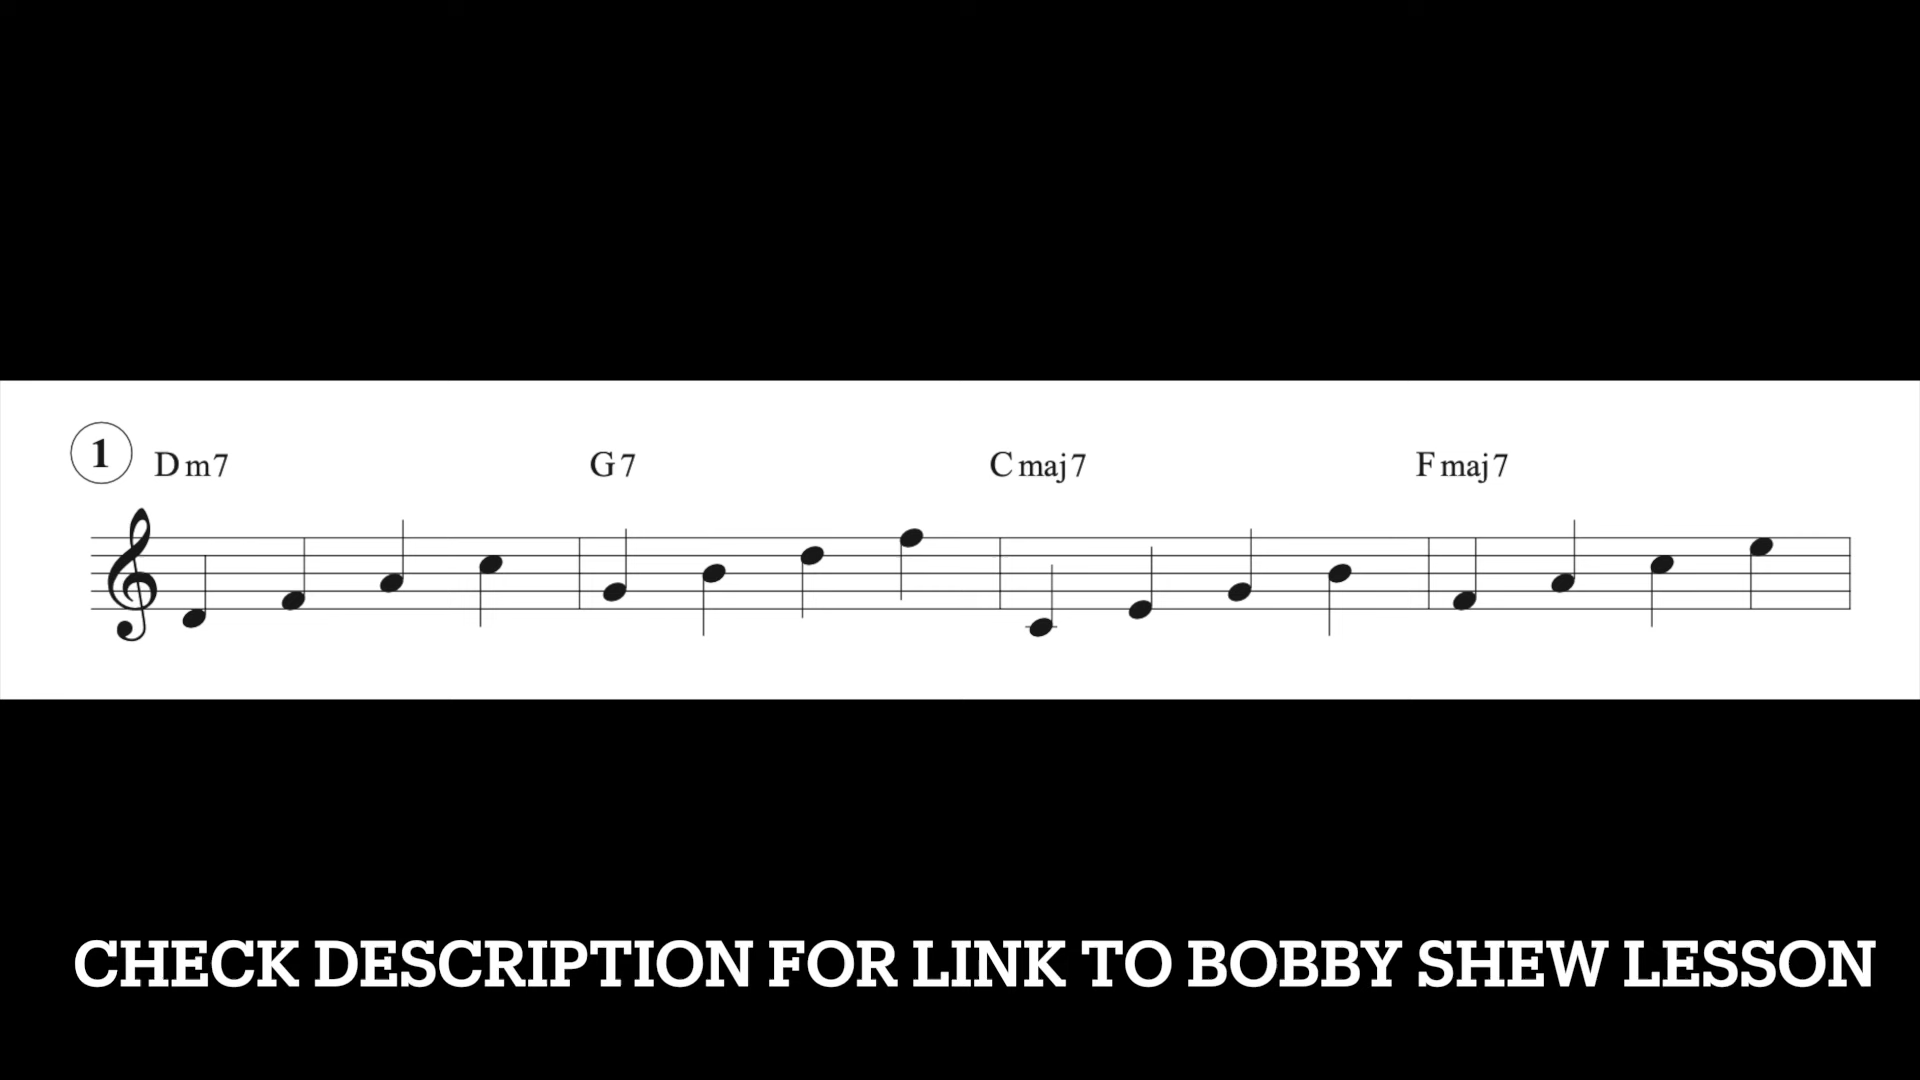 1 Dm7 G7 Cmaj7 Fmaj7
CHECK DESCRIPTION FOR LINK TO BOBBY SHEW LESSON